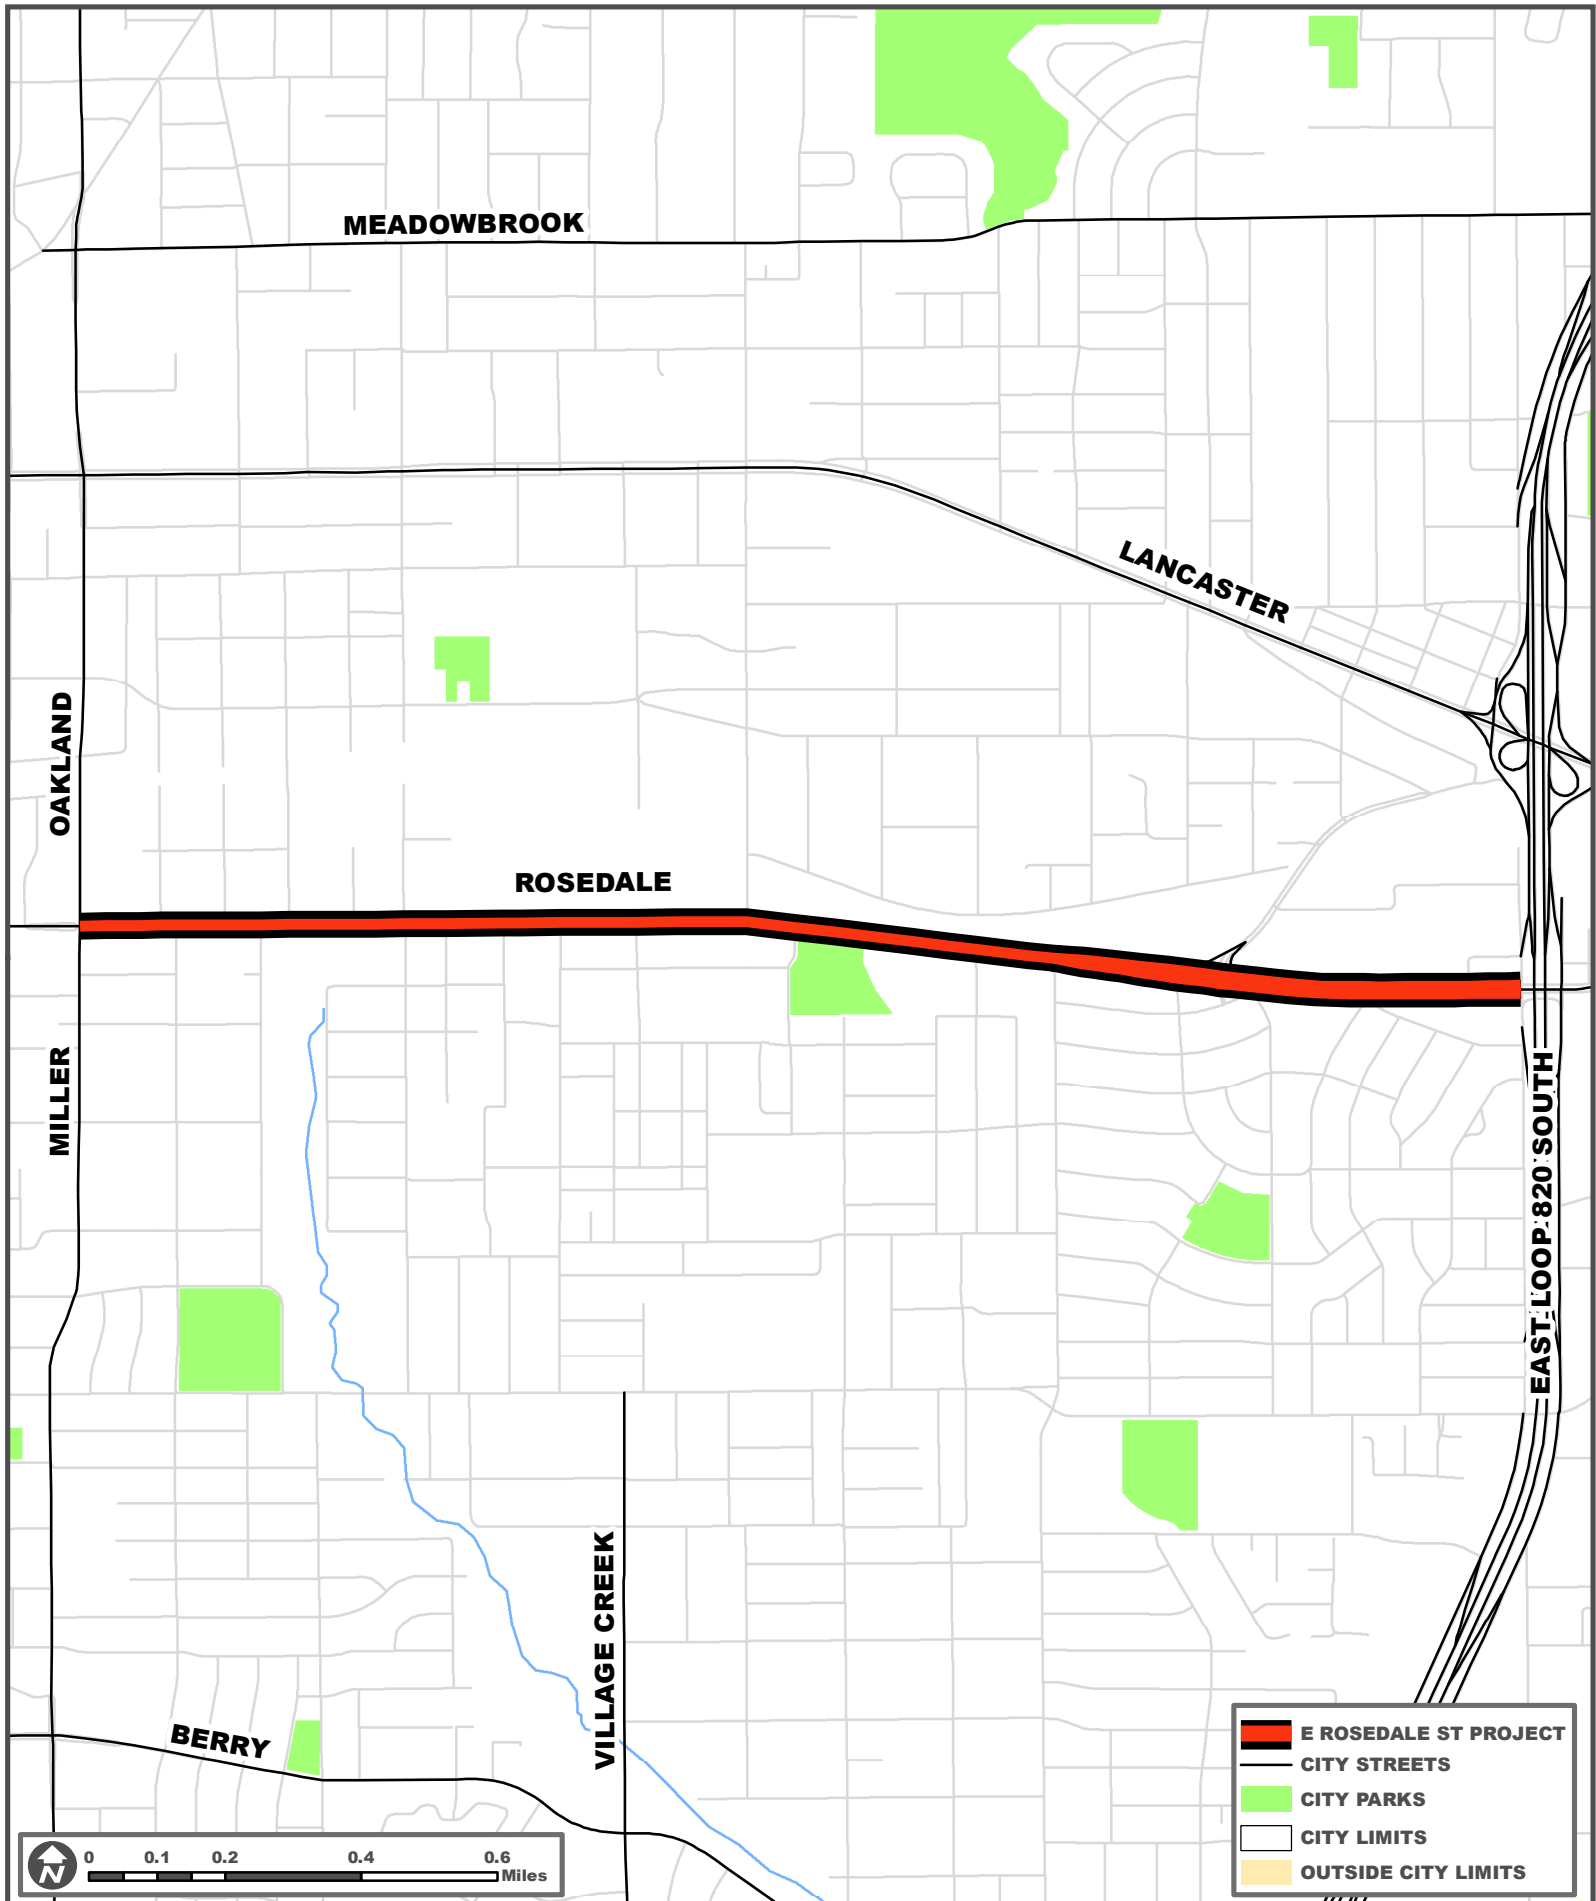 MEADOWBROOK
LANCASTER
OAKLAND
ROSEDALE
MILLER
EAST LOOP 820 SOUTH
VILLAGE CREEK
BERRY
E ROSEDALE ST PROJECT
CITY STREETS
CITY PARKS
CITY LIMITS
OUTSIDE CITY LIMITS
N
0 0.1 0.2 0.4 0.6
Miles